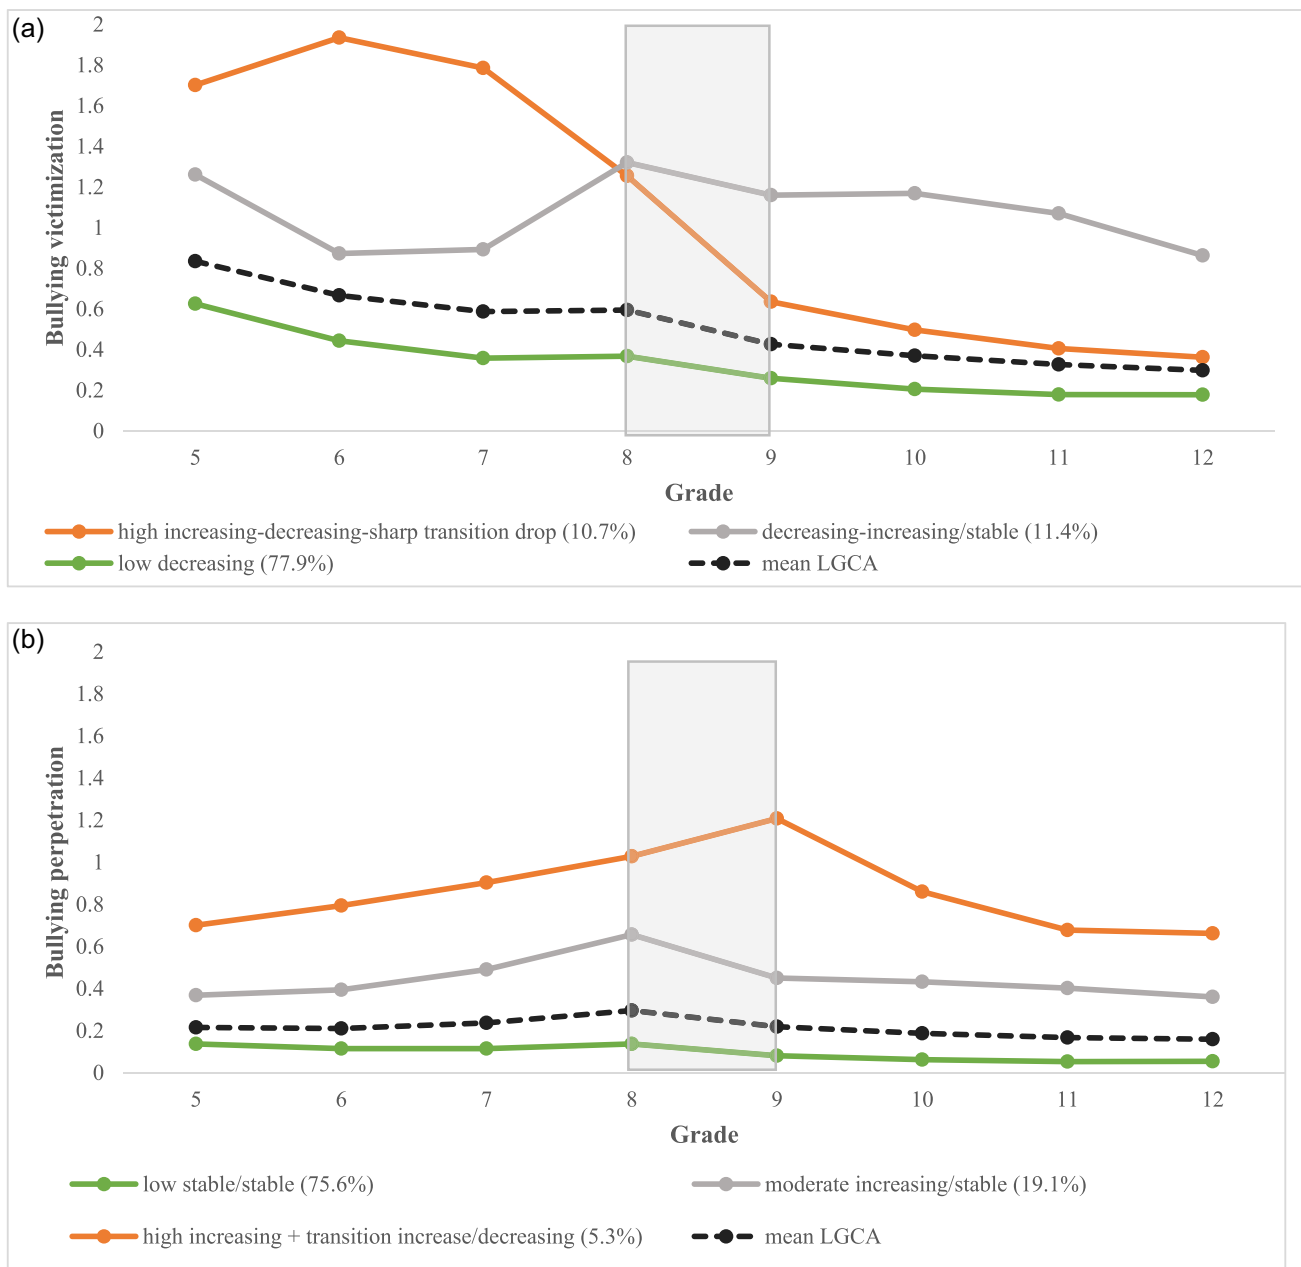 (a)
2
1.8
1.6
1.4
1.2
1
0.8
0.6
0.4
0.2
0
Bullying victimization
5 6 7 8 9 10 11 12
Grade
high increasing-decreasing-sharp transition drop (10.7%) decreasing-increasing/stable (11.4%)
low decreasing (77.9%) mean LGCA
(b)
2
1.8
1.6
1.4
1.2
1
0.8
0.6
0.4
0.2
0
Bullying perpetration
5 6 7 8 9 10 11 12
Grade
low stable/stable (75.6%) moderate increasing/stable (19.1%)
high increasing + transition increase/decreasing (5.3%) mean LGCA